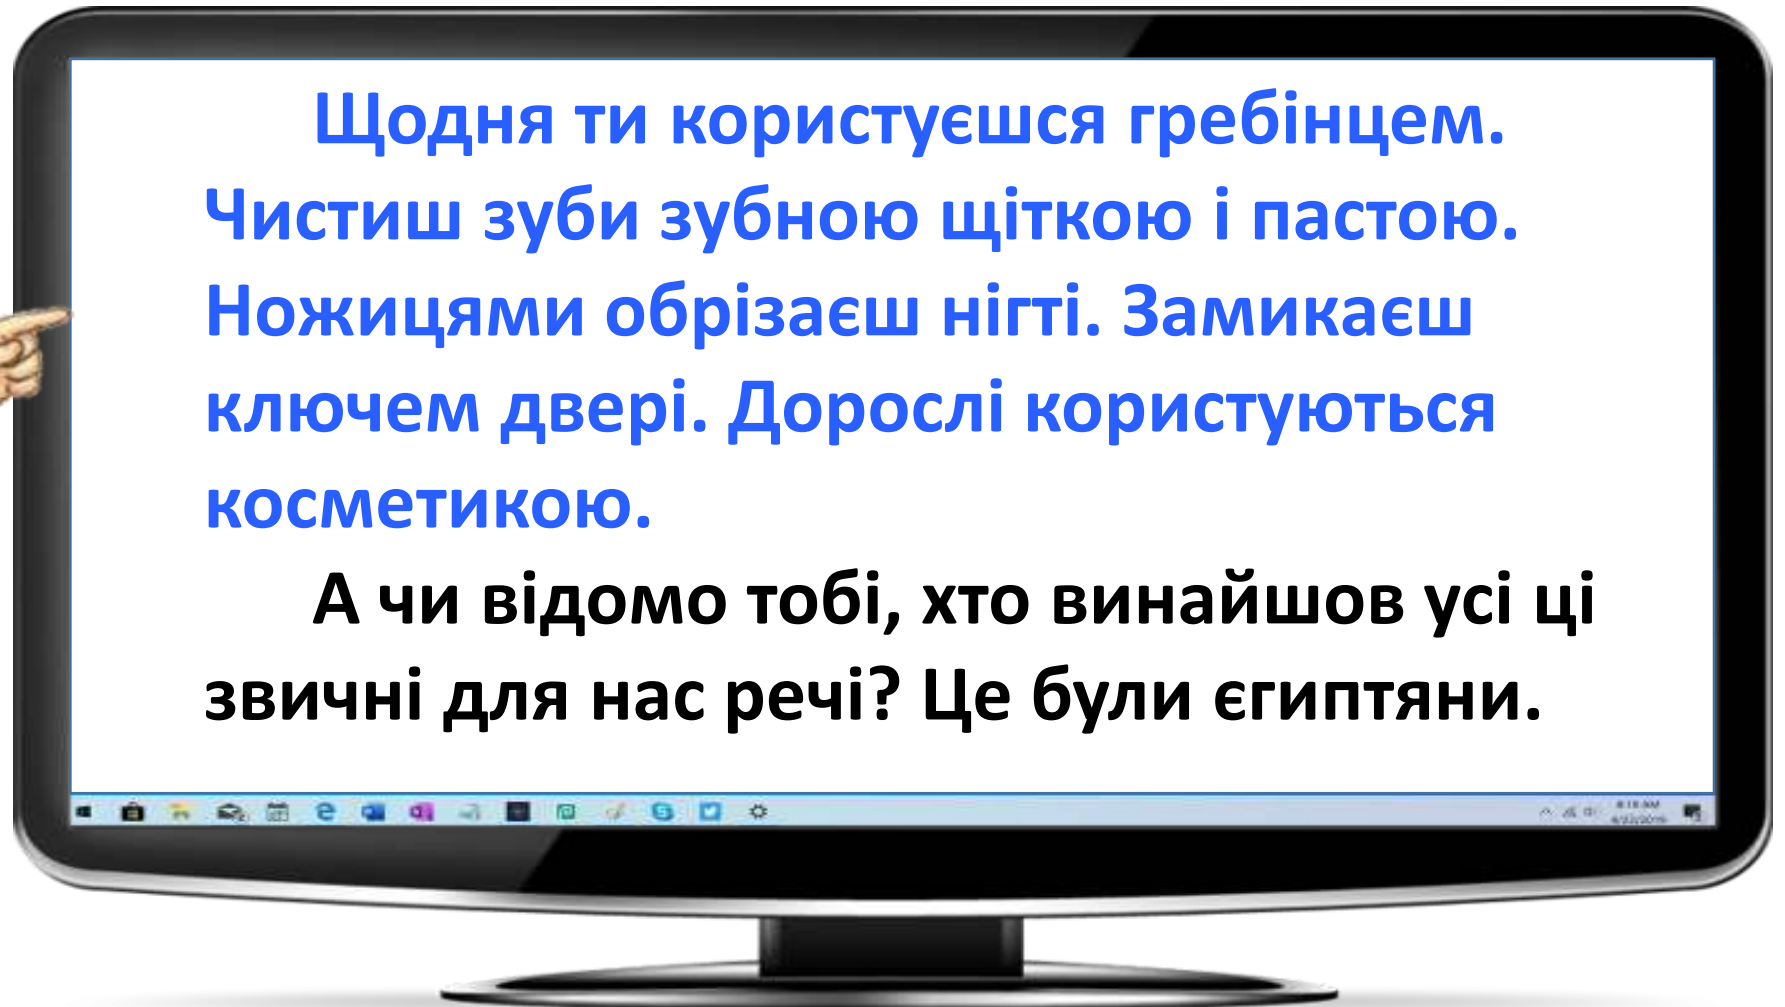 Щодня ти користуєшся гребінцем.
Чистиш зуби зубною щіткою і пастою.
Ножицями обрізаєш нігті. Замикаєш
ключем двері. Дорослі користуються
косметикою.
А чи відомо тобі, хто винайшов усі ці
звичні для нас речі? Це були єгиптяни.